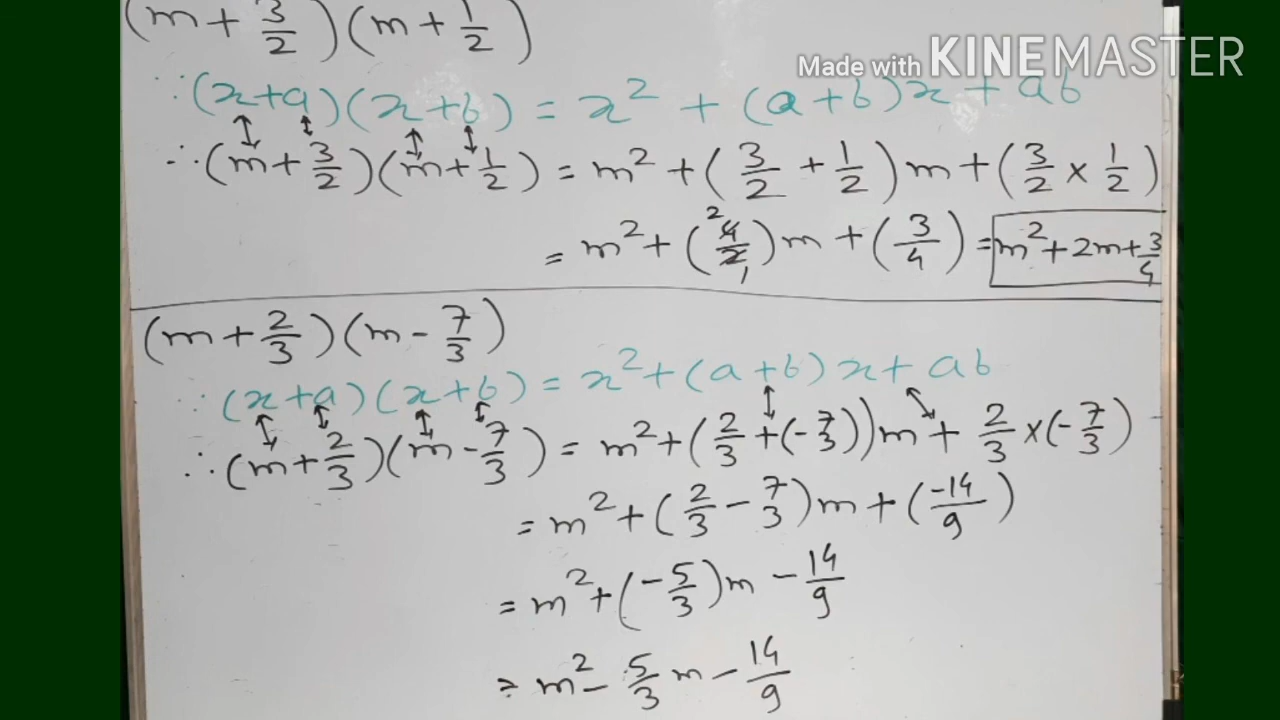 (m + 3/2)(m + 1/2)
Made with KINEMASTER
∵ (x+a)(x+b) = x² + (a+b)x + ab
∴ (m + 3/2)(m + 1/2) = m² + (3/2 + 1/2)m + (3/2 × 1/2)
= m² + (4/2)m + (3/4) = m² + 2m + 3/4
2
1
(m + 2/3)(m - 7/3)
∵ (x+a)(x+b) = x² + (a+b)x + ab
∴ (m + 2/3)(m - 7/3) = m² + (2/3 + (-7/3))m + 2/3 × (-7/3)
= m² + (2/3 - 7/3)m + (-14/9)
= m² + (-5/3)m - 14/9
= m² - 5/3 m - 14/9